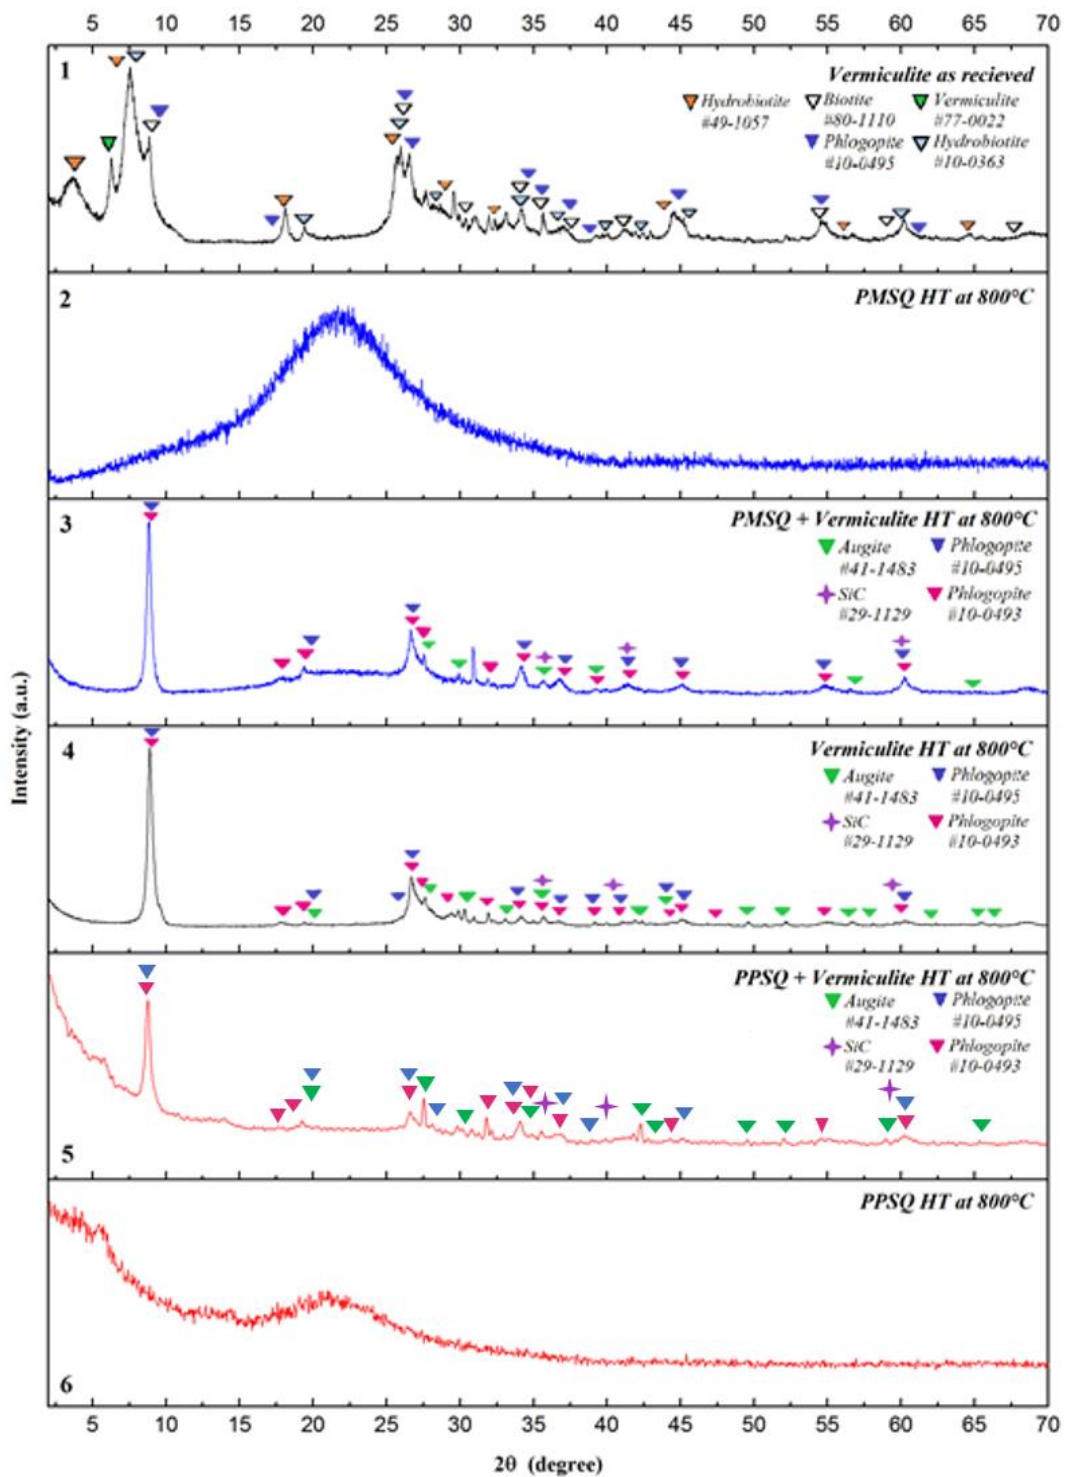 5 10 15 20 25 30 35 40 45 50 55 60 65 70
1
Vermiculite as recieved
Hydrobiotite Biotite Vermiculite
#49-1057 #80-1110 #77-0022
Phlogopite Hydrobiotite
#10-0495 #10-0363
2
PMSQ HT at 800°C
3
PMSQ + Vermiculite HT at 800°C
Augite Phlogopite
#41-1483 #10-0495
SiC Phlogopite
#29-1129 #10-0493
4
Vermiculite HT at 800°C
Augite Phlogopite
#41-1483 #10-0495
SiC Phlogopite
#29-1129 #10-0493
5
PPSQ + Vermiculite HT at 800°C
Augite Phlogopite
#41-1483 #10-0495
SiC Phlogopite
#29-1129 #10-0493
6
PPSQ HT at 800°C
5 10 15 20 25 30 35 40 45 50 55 60 65 70
2θ (degree)
Intensity (a.u.)